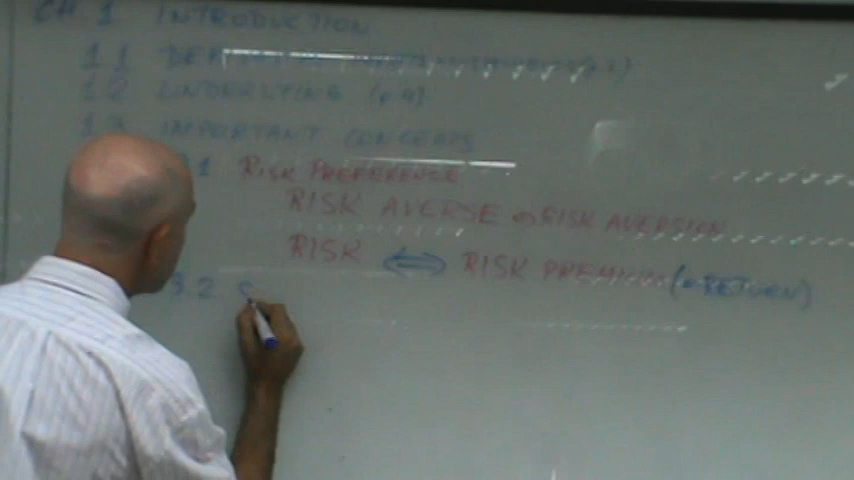 CH. 1 INTRODUCTION
1.1
1.2 UNDERLYING
1.3 IMPORTANT CONCEPTS
1 RISK PREFERENCE
RISK AVERSE RISK AVERSION
RISK ⇔ RISK PREMIUM (RETURN)
3.2 S